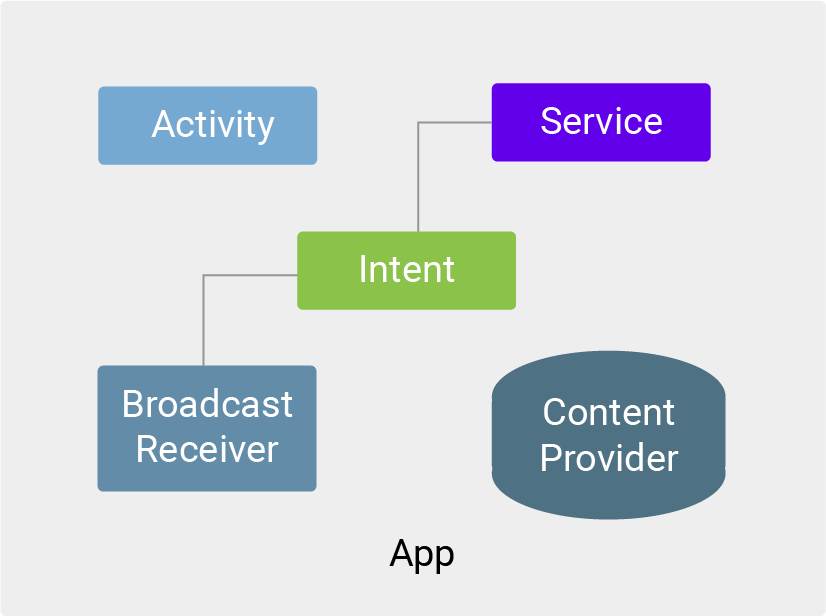 Activity
Service
Intent
Broadcast
Receiver
Content
Provider
App